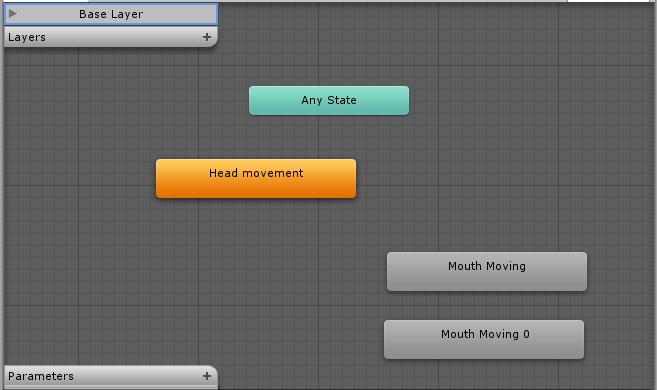 Base Layer
Layers +
Any State
Head movement
Mouth Moving
Mouth Moving 0
Parameters +